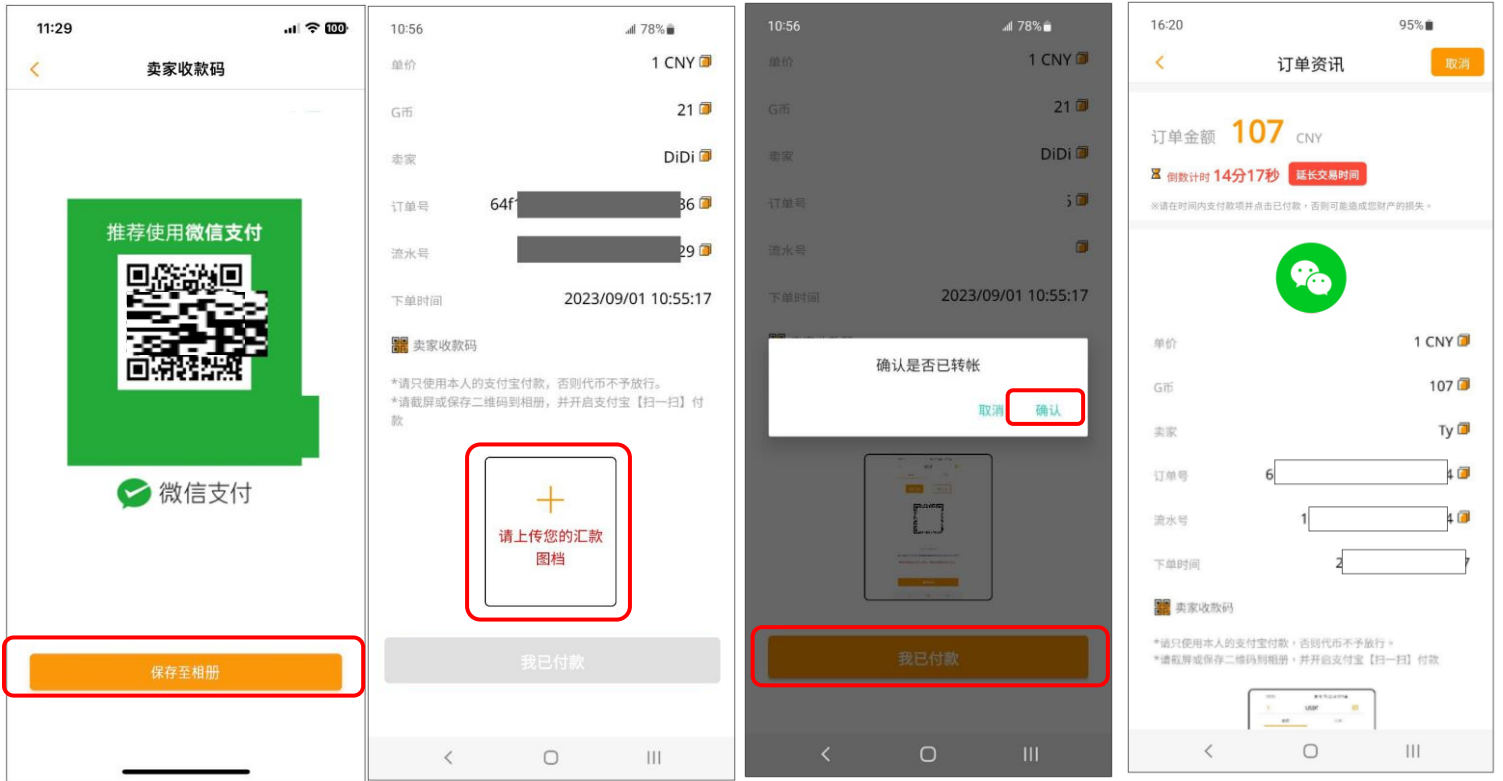 11:29
100
卖家收款码
推荐使用微信支付
微信支付
保存至相册
10:56
78%
单价
1 CNY
G币
21
卖家
DiDi
订单号
64f
36
流水号
29
下单时间
2023/09/01 10:55:17
卖家收款码
*请只使用本人的支付宝付款，否则代币不予放行。
*请截屏或保存二维码到相册，并开启支付宝【扫一扫】付
款
请上传您的汇款
图档
我已付款
10:56
78%
单价
1 CNY
G币
21
卖家
DiDi
订单号
流水号
下单时间
2023/09/01 10:55:17
确认是否已转帐
取消
确认
我已付款
16:20
95%
订单资讯
取消
订单金额 107 CNY
倒数计时 14分17秒 延长交易时间
※请在时间内支付款项并点击已付款，否则可能造成您财产的损失。
单价
1 CNY
G币
107
卖家
Ty
订单号
6
4
流水号
1
4
下单时间
2
7
卖家收款码
*请只使用本人的支付宝付款，否则代币不予放行。
*请截屏或保存二维码到相册，并开启支付宝【扫一扫】付款